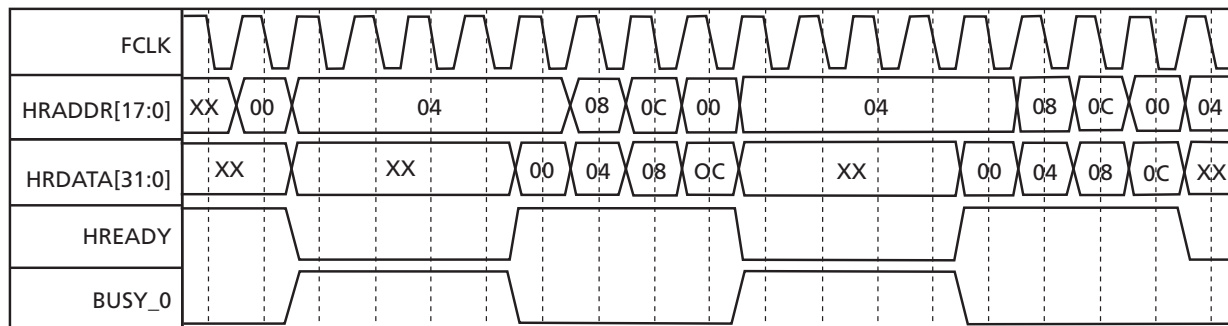 FCLK
HRADDR[17:0] XX 00 04 08 0C 00 04 08 0C 00 04
HRDATA[31:0] XX XX 00 04 08 OC XX 00 04 08 0C XX
HREADY
BUSY_0